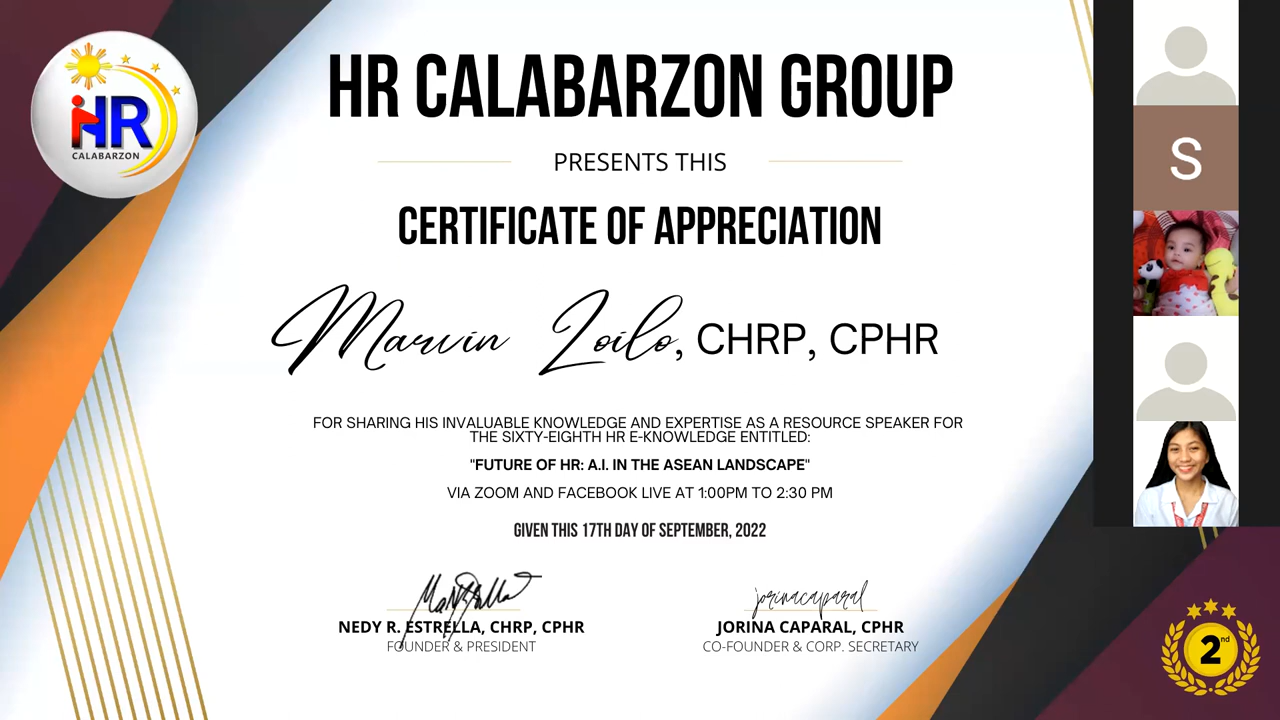 HR CALABARZON GROUP
iHR
CALABARZON
PRESENTS THIS
CERTIFICATE OF APPRECIATION
Marvin Loilo, CHRP, CPHR
FOR SHARING HIS INVALUABLE KNOWLEDGE AND EXPERTISE AS A RESOURCE SPEAKER FOR
THE SIXTY-EIGHTH HR E-KNOWLEDGE ENTITLED:
"FUTURE OF HR: A.I. IN THE ASEAN LANDSCAPE"
VIA ZOOM AND FACEBOOK LIVE AT 1:00PM TO 2:30 PM
GIVEN THIS 17TH DAY OF SEPTEMBER, 2022
jorinacaparal
NEDY R. ESTRELLA, CHRP, CPHR
FOUNDER & PRESIDENT
JORINA CAPARAL, CPHR
CO-FOUNDER & CORP. SECRETARY
S
2nd